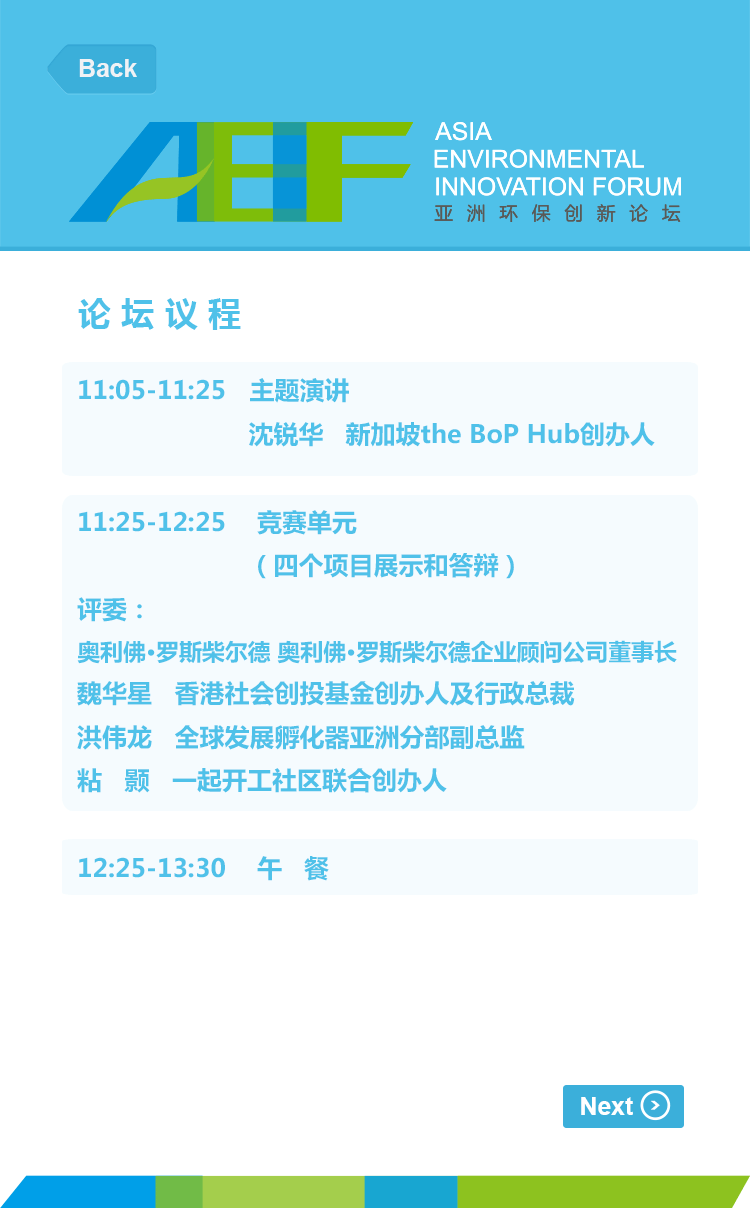 Back
AEIF
ASIA
ENVIRONMENTAL
INNOVATION FORUM
亚洲环保创新论坛
论坛议程
11:05-11:25 主题演讲
沈锐华 新加坡the BoP Hub创办人
11:25-12:25 竞赛单元
（四个项目展示和答辩）
评委：
奥利佛·罗斯柴尔德 奥利佛·罗斯柴尔德企业顾问公司董事长
魏华星 香港社会创投基金创办人及行政总裁
洪伟龙 全球发展孵化器亚洲分部副总监
粘 颢 一起开工社区联合创办人
12:25-13:30 午 餐
Next